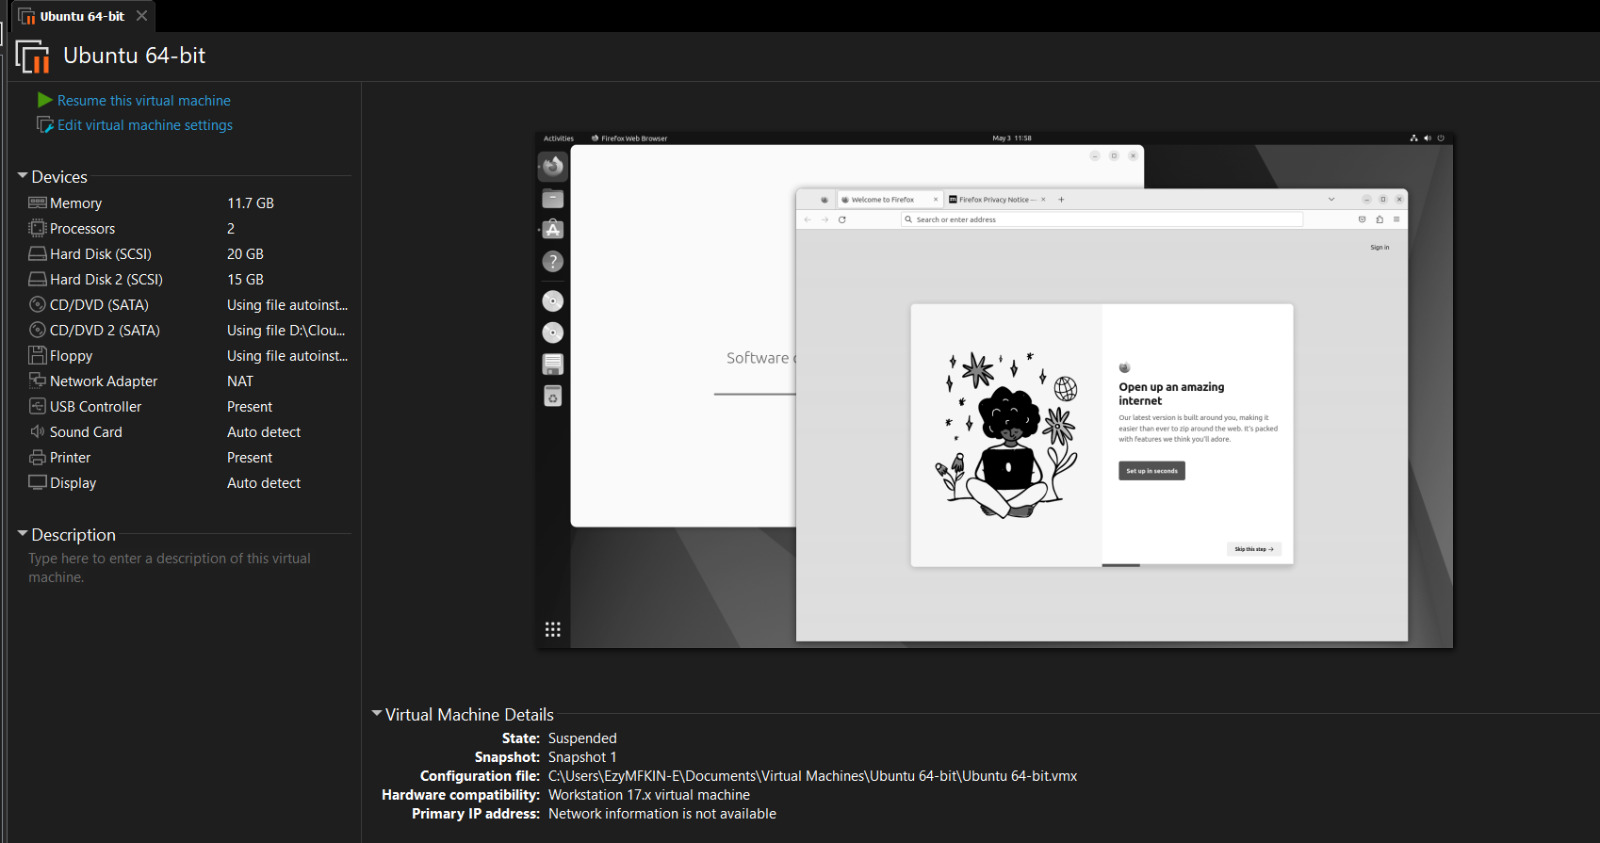 Ubuntu 64-bit
Ubuntu 64-bit
Resume this virtual machine
Edit virtual machine settings
Devices
Memory 11.7 GB
Processors 2
Hard Disk (SCSI) 20 GB
Hard Disk 2 (SCSI) 15 GB
CD/DVD (SATA) Using file autoinst...
CD/DVD 2 (SATA) Using file D:\Clou...
Floppy Using file autoinst...
Network Adapter NAT
USB Controller Present
Sound Card Auto detect
Printer Present
Display Auto detect
Description
Type here to enter a description of this virtual
machine.
Activities Firefox Web Browser May 3 11:58
Software
Welcome to Firefox Firefox Privacy Notice —
Search or enter address
Sign in
Open up an amazing
internet
Our latest version is built around you, making it
easier than ever to zip around the web. It's packed
with features we think you'll adore.
Set up in seconds
Skip this step →
Virtual Machine Details
State: Suspended
Snapshot: Snapshot 1
Configuration file: C:\Users\EzyMFKIN-E\Documents\Virtual Machines\Ubuntu 64-bit\Ubuntu 64-bit.vmx
Hardware compatibility: Workstation 17.x virtual machine
Primary IP address: Network information is not available